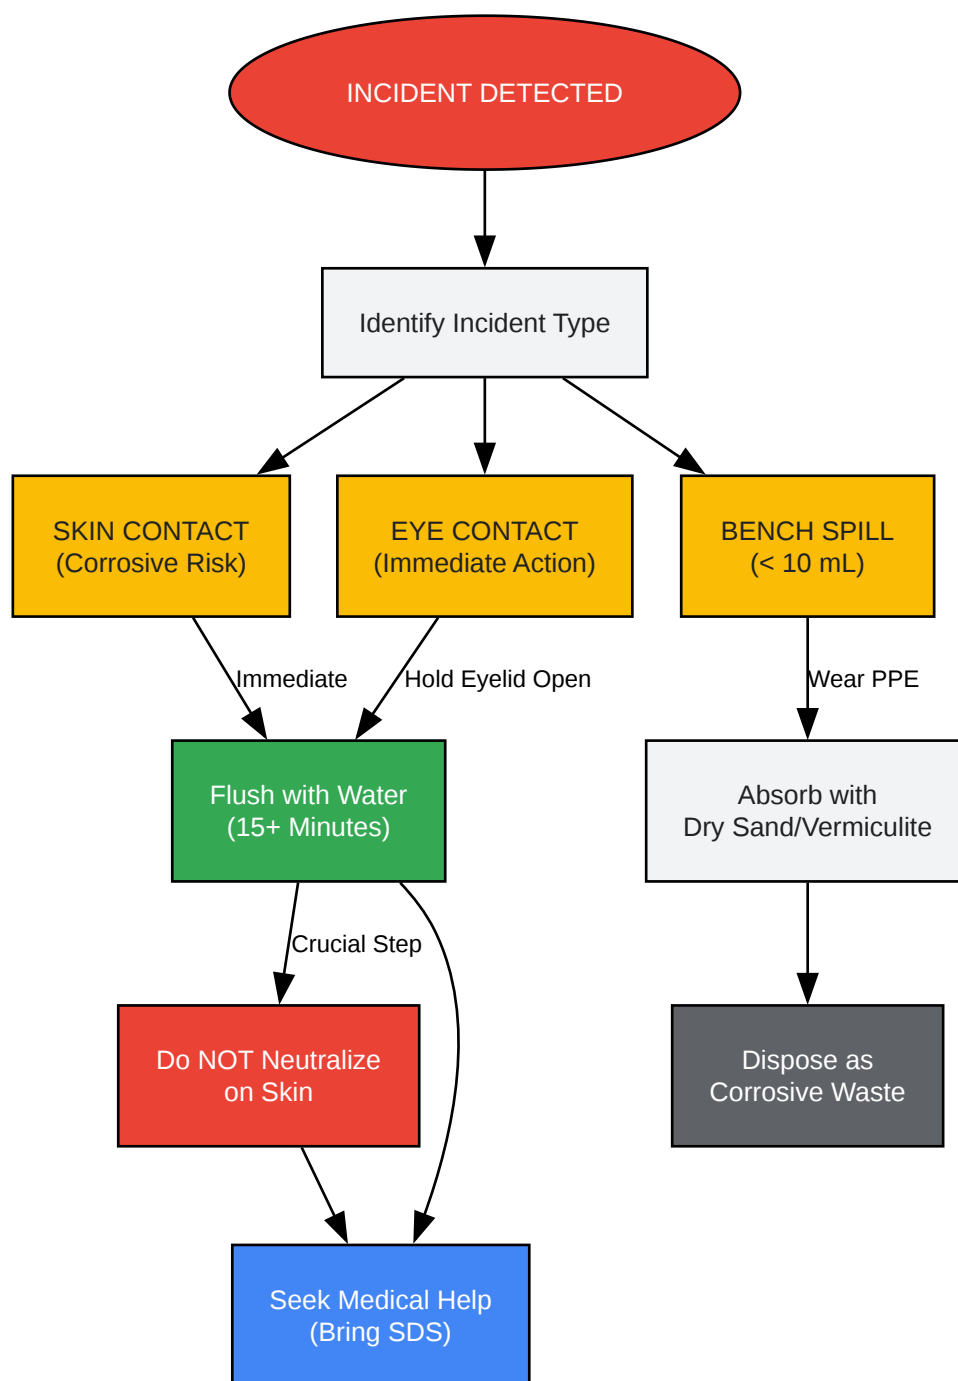 INCIDENT DETECTED
Identify Incident Type
SKIN CONTACT
(Corrosive Risk)
EYE CONTACT
(Immediate Action)
BENCH SPILL
(< 10 mL)
Immediate
Hold Eyelid Open
Wear PPE
Flush with Water
(15+ Minutes)
Absorb with
Dry Sand/Vermiculite
Crucial Step
Do NOT Neutralize
on Skin
Dispose as
Corrosive Waste
Seek Medical Help
(Bring SDS)